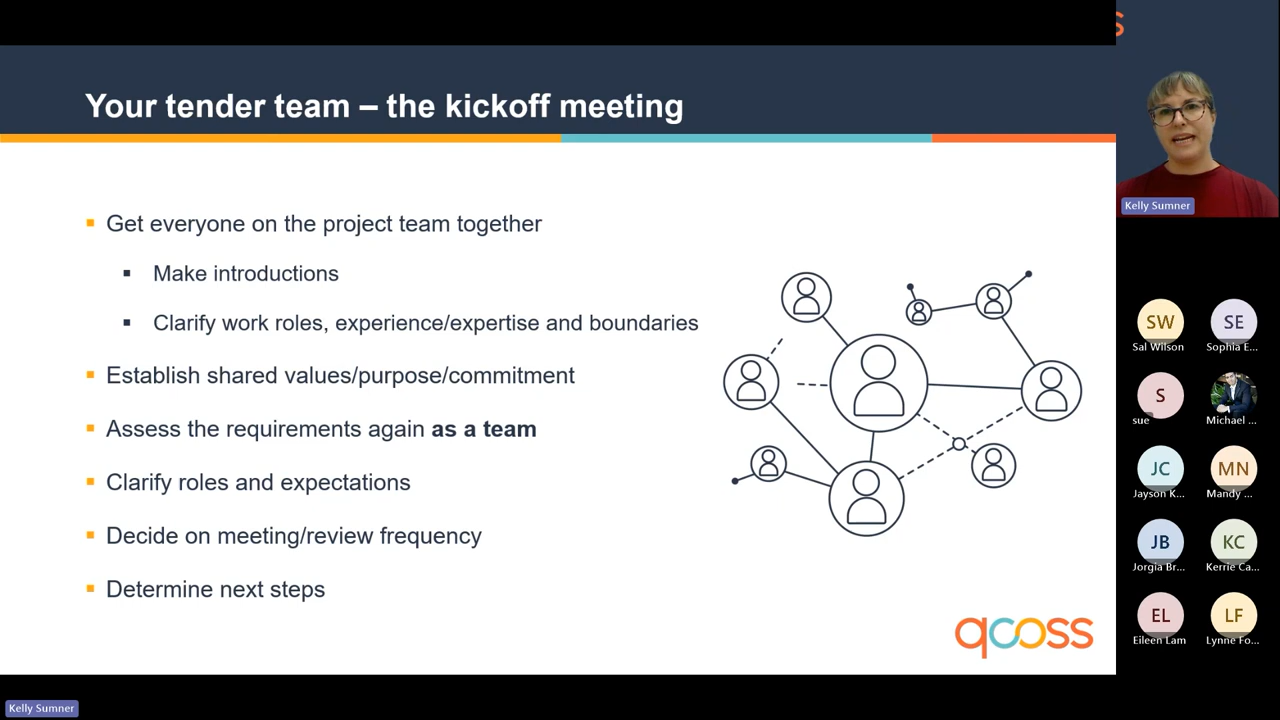 Your tender team – the kickoff meeting
Get everyone on the project team together
Make introductions
Clarify work roles, experience/expertise and boundaries
Establish shared values/purpose/commitment
Assess the requirements again as a team
Clarify roles and expectations
Decide on meeting/review frequency
Determine next steps
qcoss
Kelly Sumner
S
Kelly Sumner
SW
SE
Sal Wilson
Sophia E...
S
sue
Michael ...
JC
MN
Jayson K...
Mandy ...
JB
KC
Jorgia Br...
Kerrie Ca...
EL
LF
Eileen Lam
Lynne Fo...